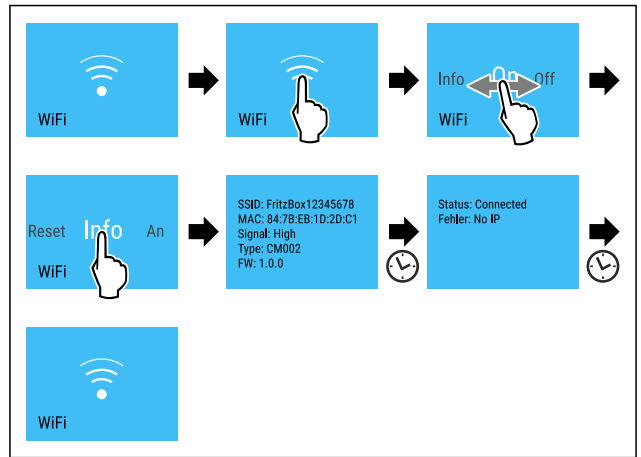 WiFi
WiFi
Info On Off
WiFi
Reset Info An
WiFi
SSID: FritzBox12345678
MAC: 84:7B:EB:1D:2D:C1
Signal: High
Type: CM002
FW: 1.0.0
Status: Connected
Fehler: No IP
WiFi